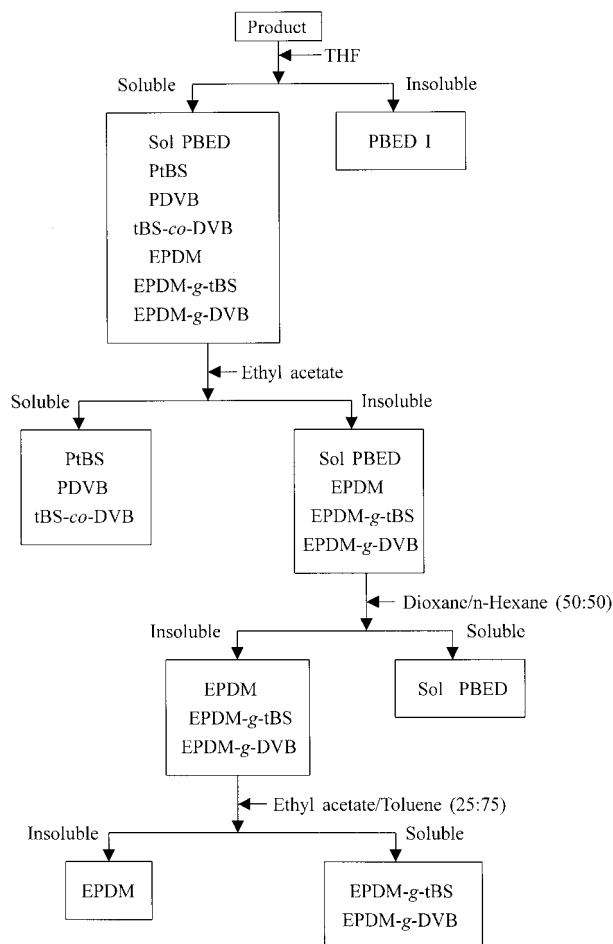 Product
THF
Soluble
Insoluble
Sol PBED
PtBS
PDVB
tBS-co-DVB
EPDM
EPDM-g-tBS
EPDM-g-DVB
PBED I
Ethyl acetate
Soluble
Insoluble
PtBS
PDVB
tBS-co-DVB
Sol PBED
EPDM
EPDM-g-tBS
EPDM-g-DVB
Dioxane/n-Hexane (50:50)
Insoluble
Soluble
EPDM
EPDM-g-tBS
EPDM-g-DVB
Sol PBED
Ethyl acetate/Toluene (25:75)
Insoluble
Soluble
EPDM
EPDM-g-tBS
EPDM-g-DVB